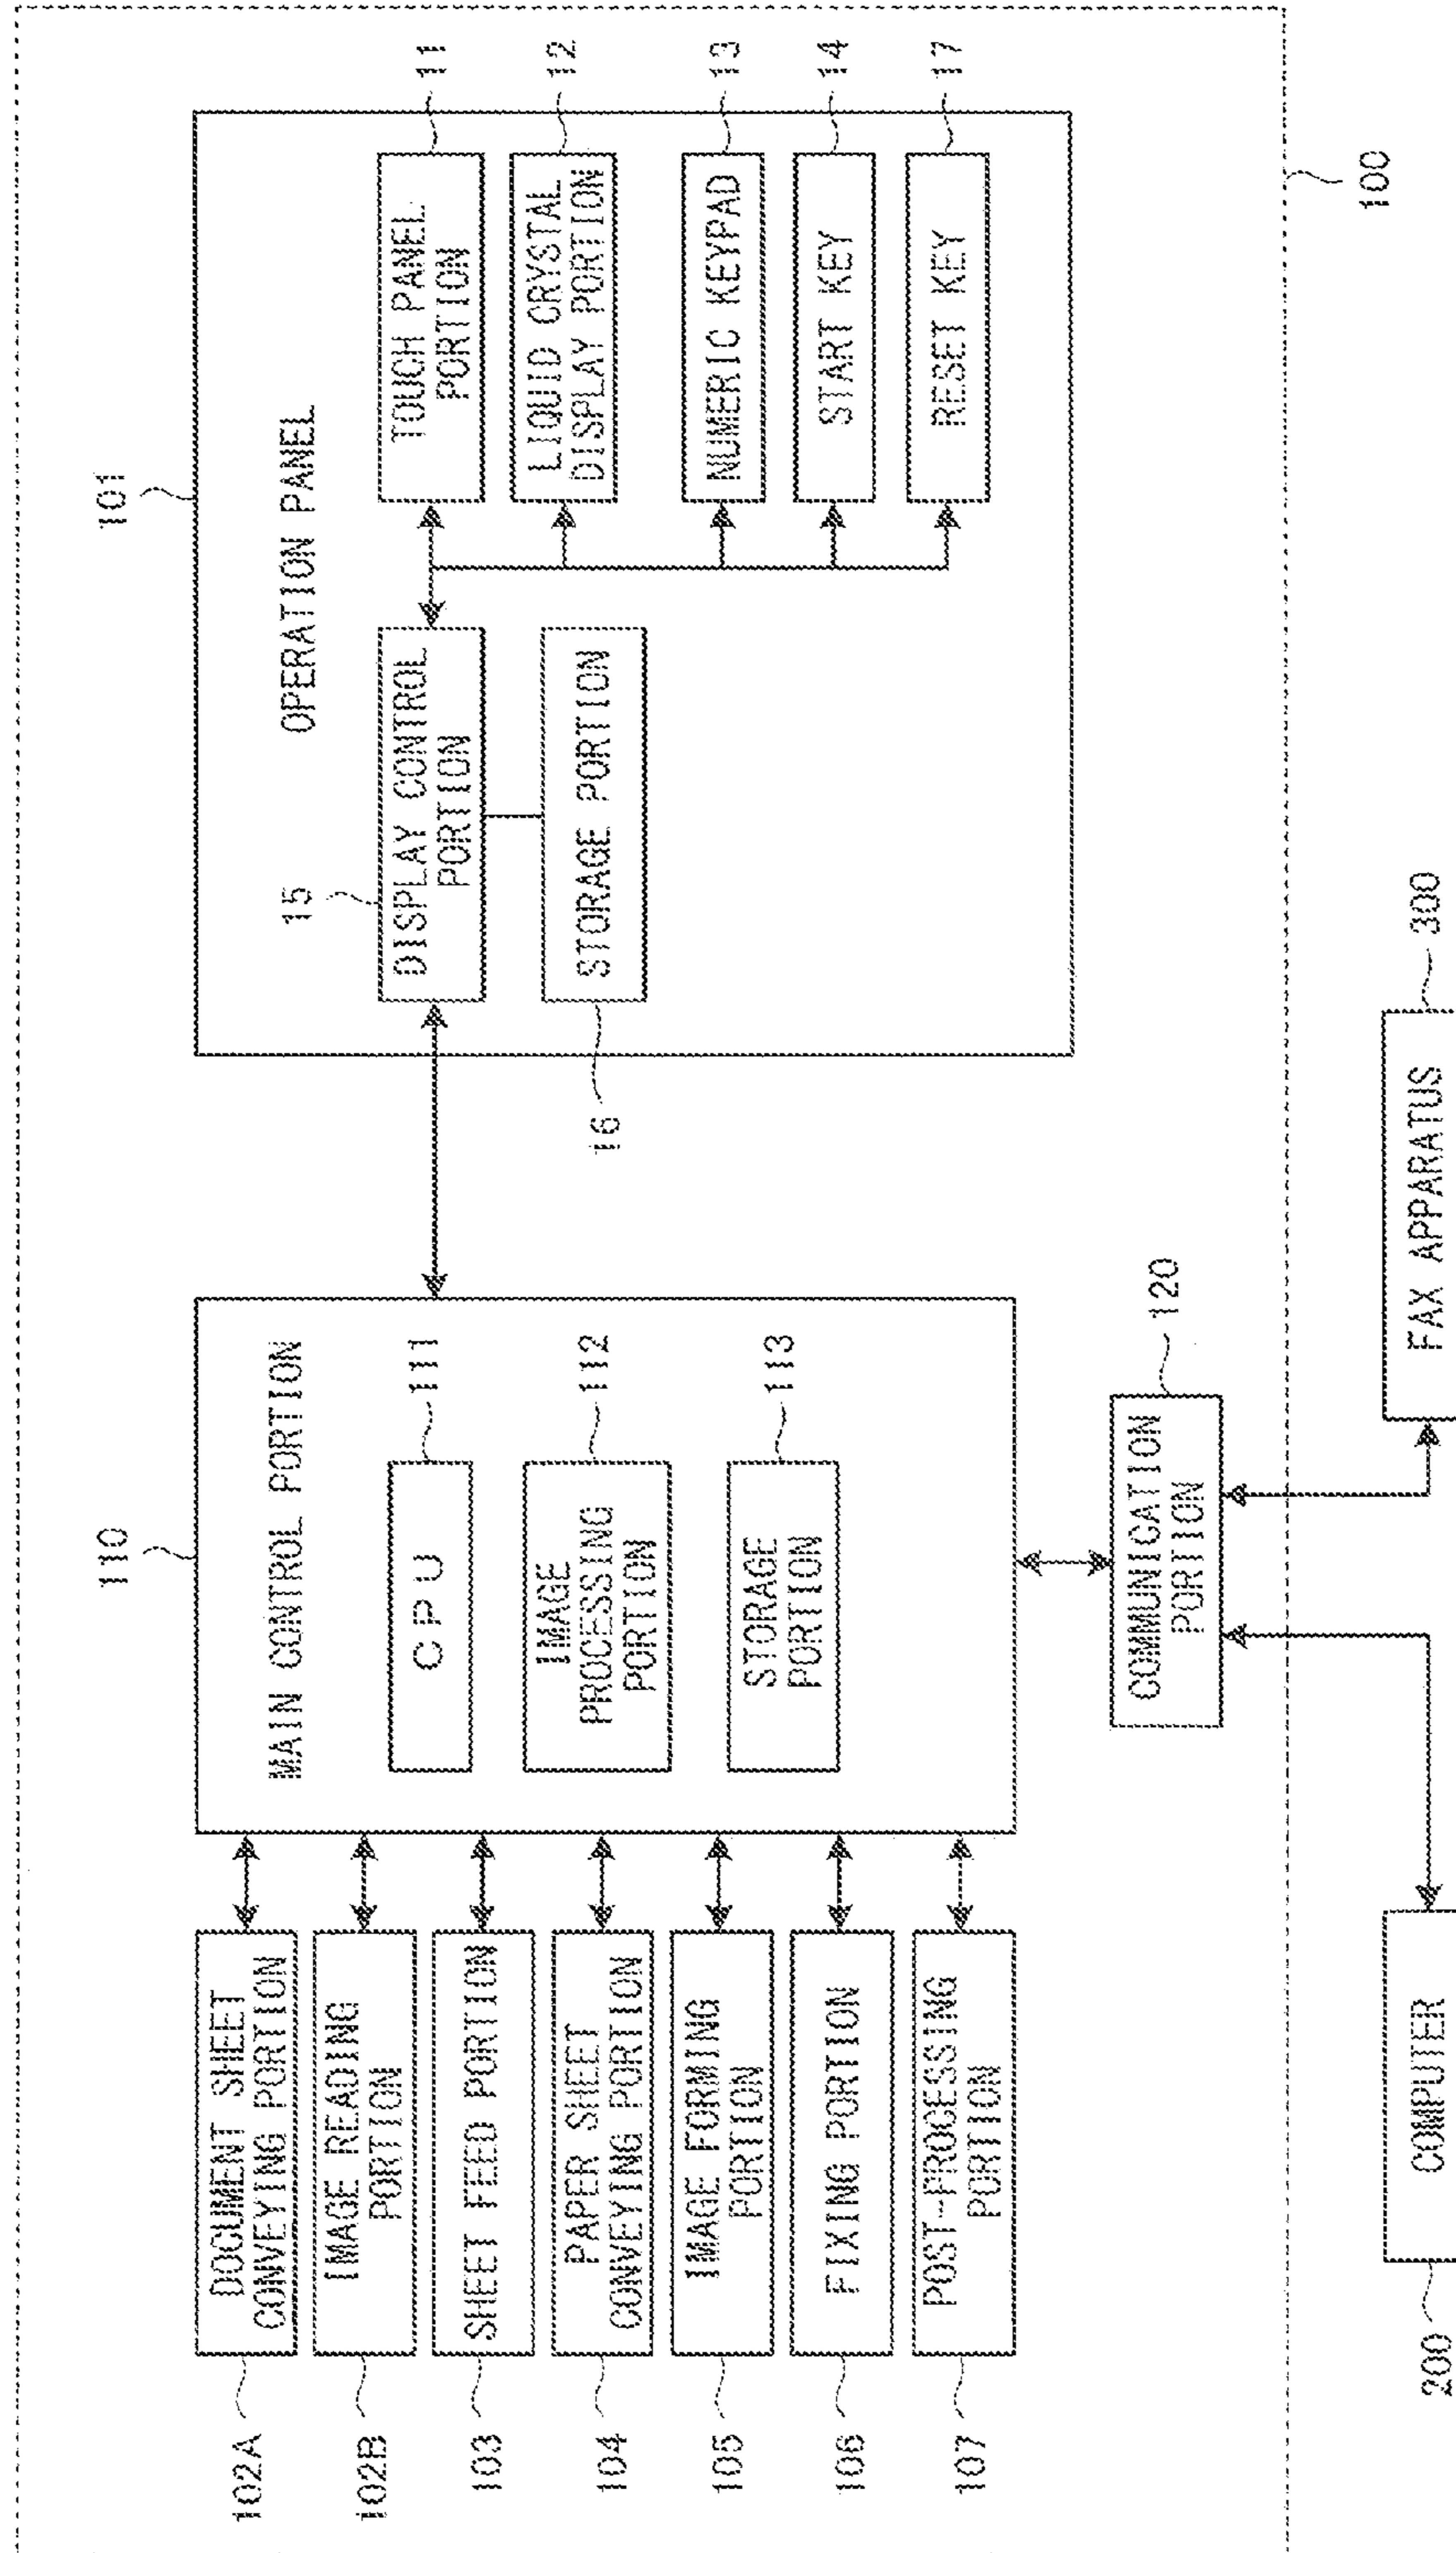 102A
DOCUMENT SHEET
CONVEYING PORTION
102B
IMAGE READING
PORTION
103
SHEET FEED PORTION
104
PAPER SHEET
CONVEYING PORTION
105
IMAGE FORMING
PORTION
106
FIXING PORTION
107
POST-PROCESSING
PORTION
110
MAIN CONTROL PORTION
CPU
111
IMAGE
PROCESSING
PORTION
112
STORAGE
PORTION
113
COMMUNICATION
PORTION
120
101
OPERATION PANEL
15
DISPLAY CONTROL
PORTION
16
STORAGE PORTION
TOUCH PANEL
PORTION
11
LIQUID CRYSTAL
DISPLAY PORTION
12
NUMERIC KEYPAD
13
START KEY
14
RESET KEY
17
100
200
COMPUTER
FAX APPARATUS
300